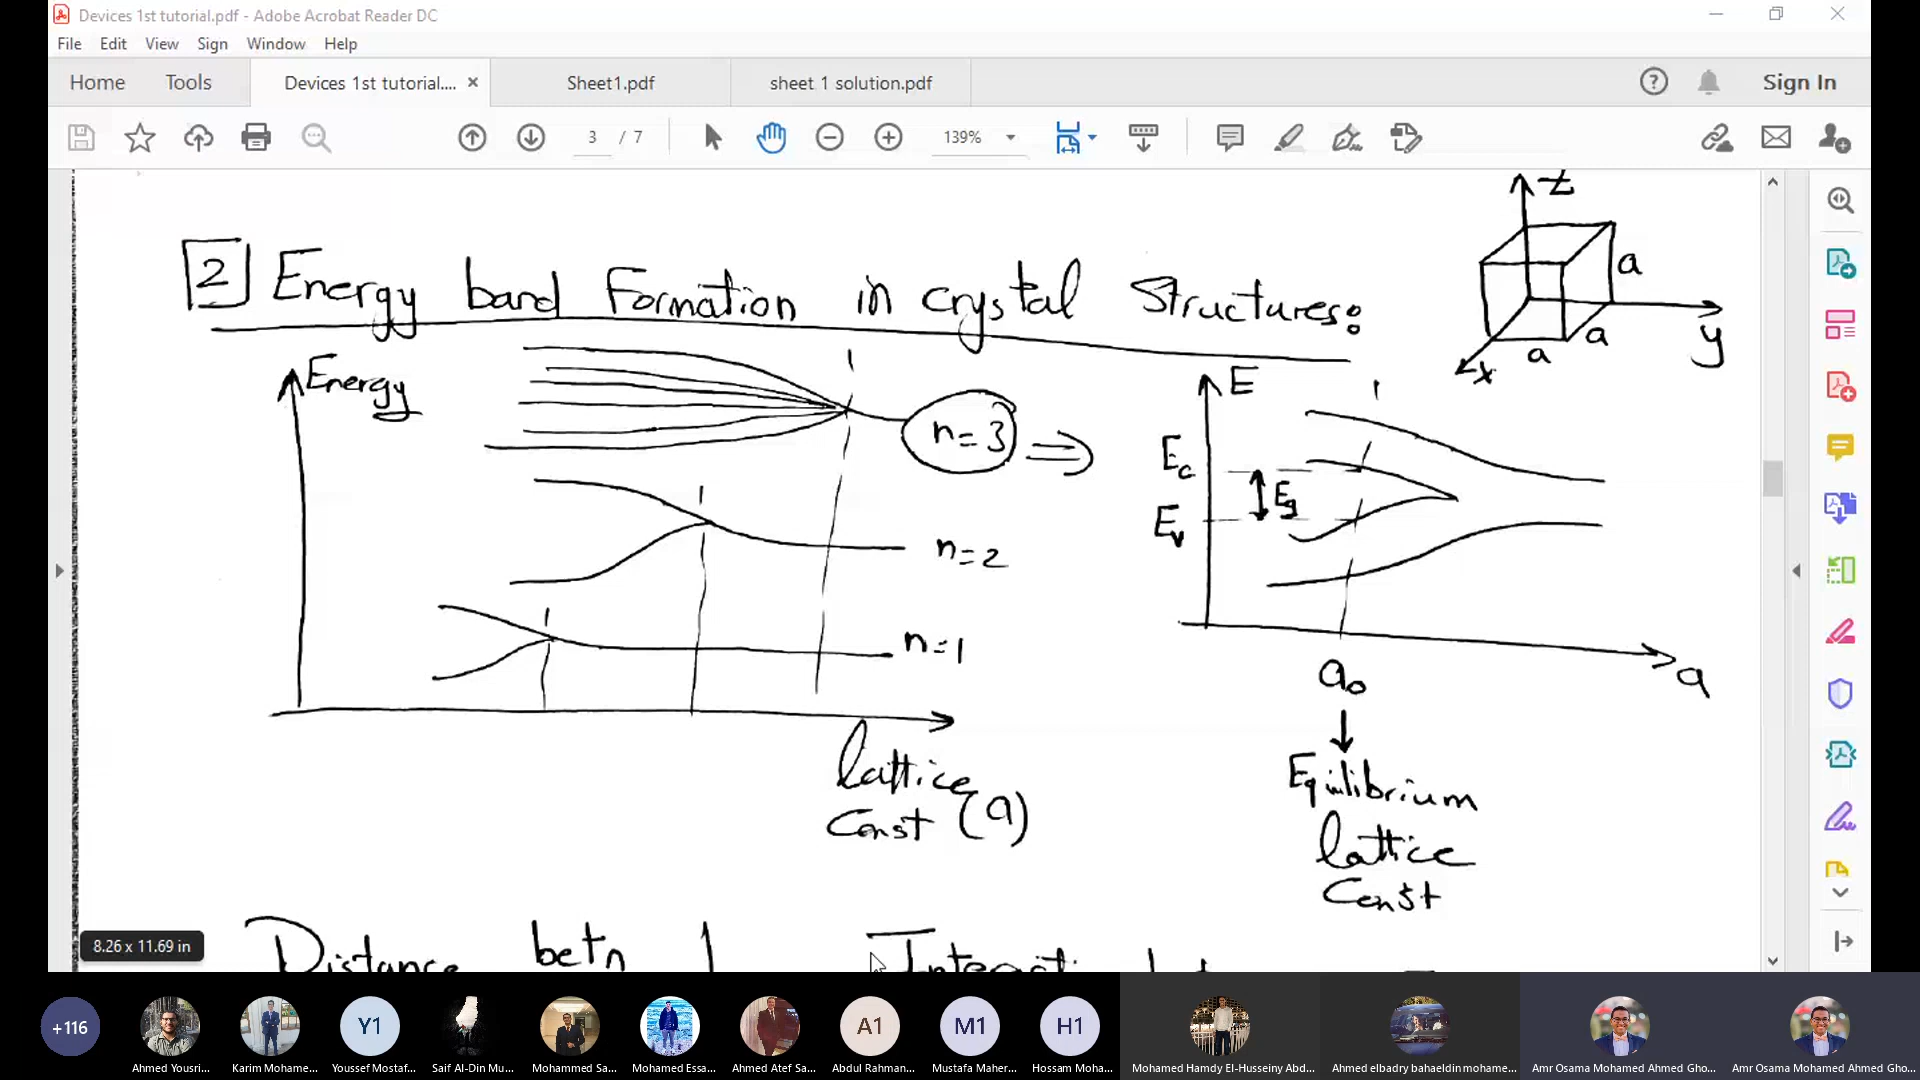 Devices 1st tutorial.pdf - Adobe Acrobat Reader DC
File Edit View Sign Window Help
Home Tools Devices 1st tutorial.... × Sheet1.pdf sheet 1 solution.pdf Sign In
3 / 7 139%
z
2 Energy band Formation in crystal Structures:
a
a
a
y
x
Energy
n=3
n=2
n=1
lattice
Const (a)
E
Ec
Eg
Ev
a
a0
Equilibrium
lattice
Const
Distance betn
8.26 x 11.69 in
+116
Y1
A1
M1
H1
Ahmed Yousri...
Karim Mohame...
Youssef Mostaf...
Saif Al-Din Mu...
Mohammed Sa...
Mohamed Essa...
Ahmed Atef Sa...
Abdul Rahman...
Mustafa Maher...
Hossam Moha...
Mohamed Hamdy El-Husseiny Abd...
Ahmed elbadry bahaeldin mohame...
Amr Osama Mohamed Ahmed Gho...
Amr Osama Mohamed Ahmed Gho...